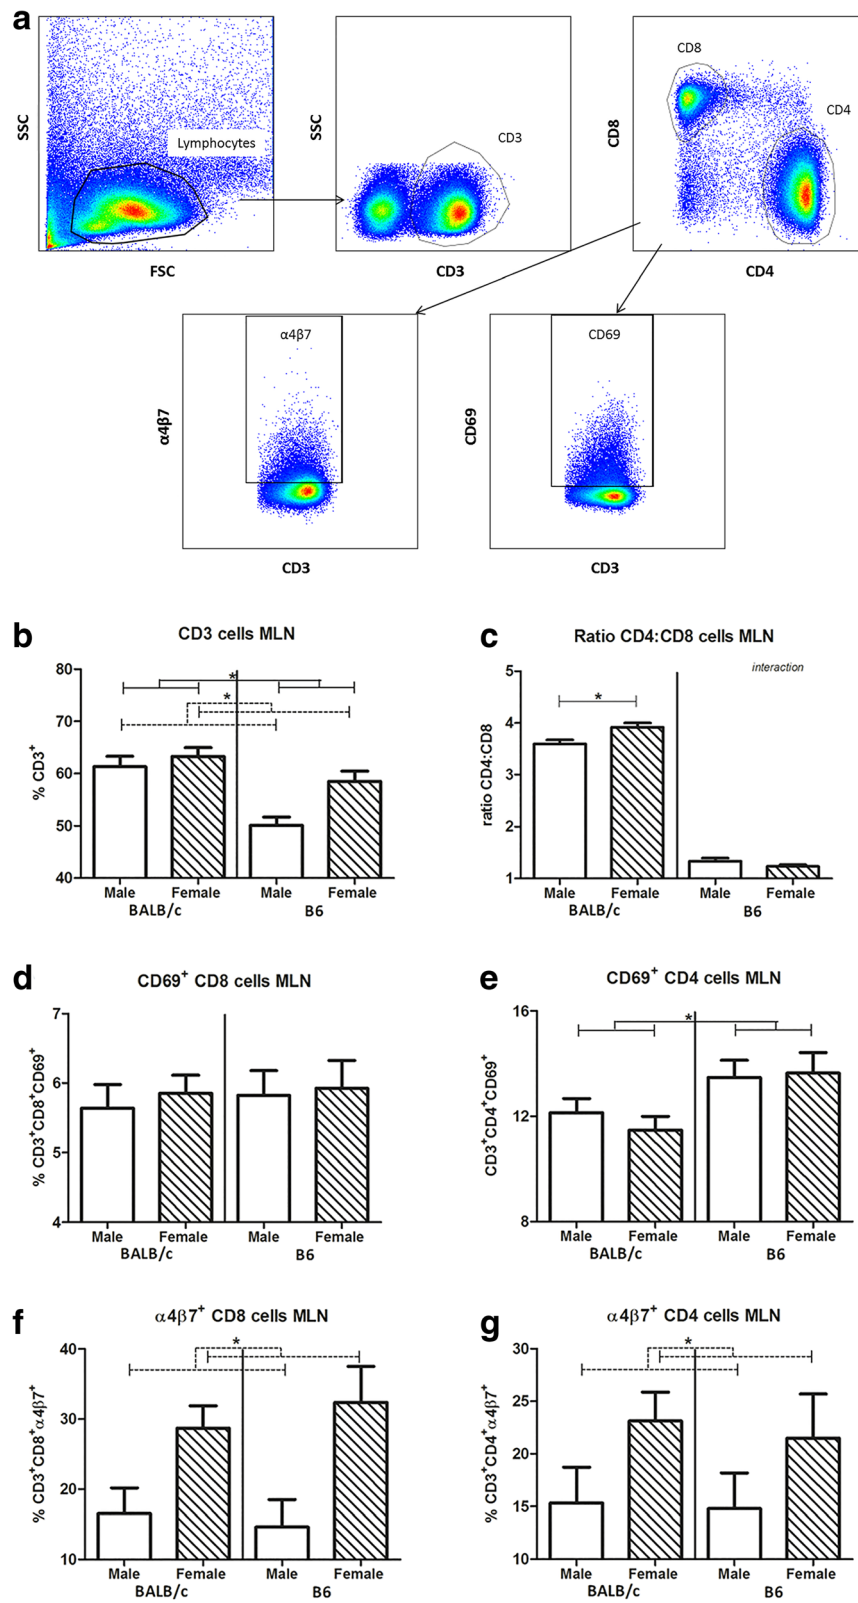 a
SSC
Lymphocytes
FSC
SSC
CD3
CD3
CD8
CD8
CD4
CD4
α4β7
α4β7
CD3
CD69
CD69
CD3
b
CD3 cells MLN
% CD3⁺
80
70
60
50
40
*
*
Male
Female
Male
Female
BALB/c
B6
c
Ratio CD4:CD8 cells MLN
interaction
ratio CD4:CD8
5
4
3
2
1
*
Male
Female
Male
Female
BALB/c
B6
d
CD69⁺ CD8 cells MLN
% CD3⁺CD8⁺CD69⁺
7
6
5
4
Male
Female
Male
Female
BALB/c
B6
e
CD69⁺ CD4 cells MLN
CD3⁺CD4⁺CD69⁺
16
12
8
*
Male
Female
Male
Female
BALB/c
B6
f
α4β7⁺ CD8 cells MLN
% CD3⁺CD8⁺α4β7⁺
40
30
20
10
*
Male
Female
Male
Female
BALB/c
B6
g
α4β7⁺ CD4 cells MLN
% CD3⁺CD4⁺α4β7⁺
30
25
20
15
10
*
Male
Female
Male
Female
BALB/c
B6